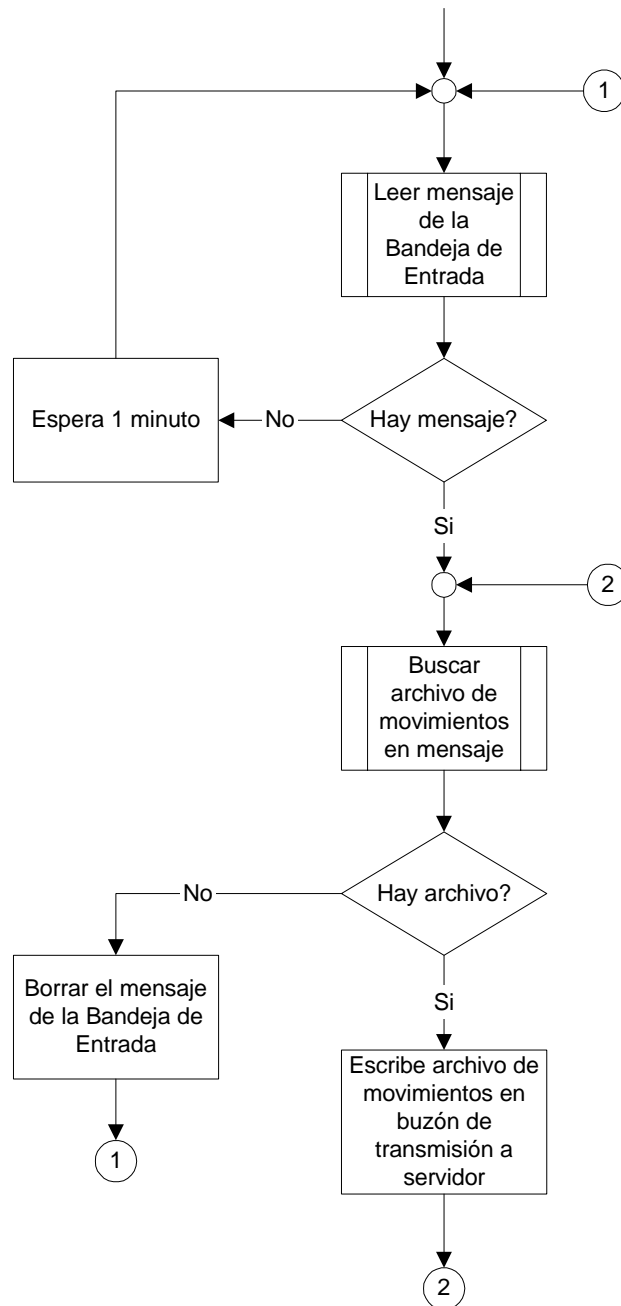 1
Leer mensaje
de la
Bandeja de
Entrada
Espera 1 minuto
No
Hay mensaje?
Si
2
Buscar
archivo de
movimientos
en mensaje
No
Hay archivo?
Borrar el mensaje
de la Bandeja de
Entrada
Si
Escribe archivo de
movimientos en
buzón de
transmisión a
servidor
1
2